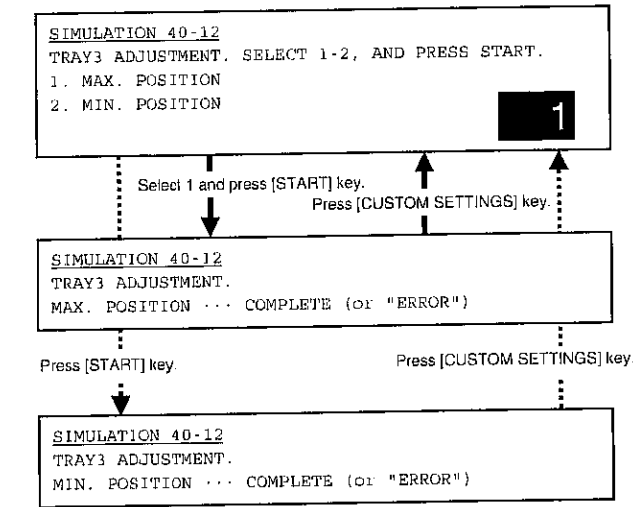 SIMULATION 40-12
TRAY3 ADJUSTMENT. SELECT 1-2, AND PRESS START.
1. MAX. POSITION
2. MIN. POSITION
1
Select 1 and press [START] key.
Press [CUSTOM SETTINGS] key.
SIMULATION 40-12
TRAY3 ADJUSTMENT.
MAX. POSITION ··· COMPLETE (or "ERROR")
Press [START] key.
Press [CUSTOM SETTINGS] key.
SIMULATION 40-12
TRAY3 ADJUSTMENT.
MIN. POSITION ··· COMPLETE (or "ERROR")